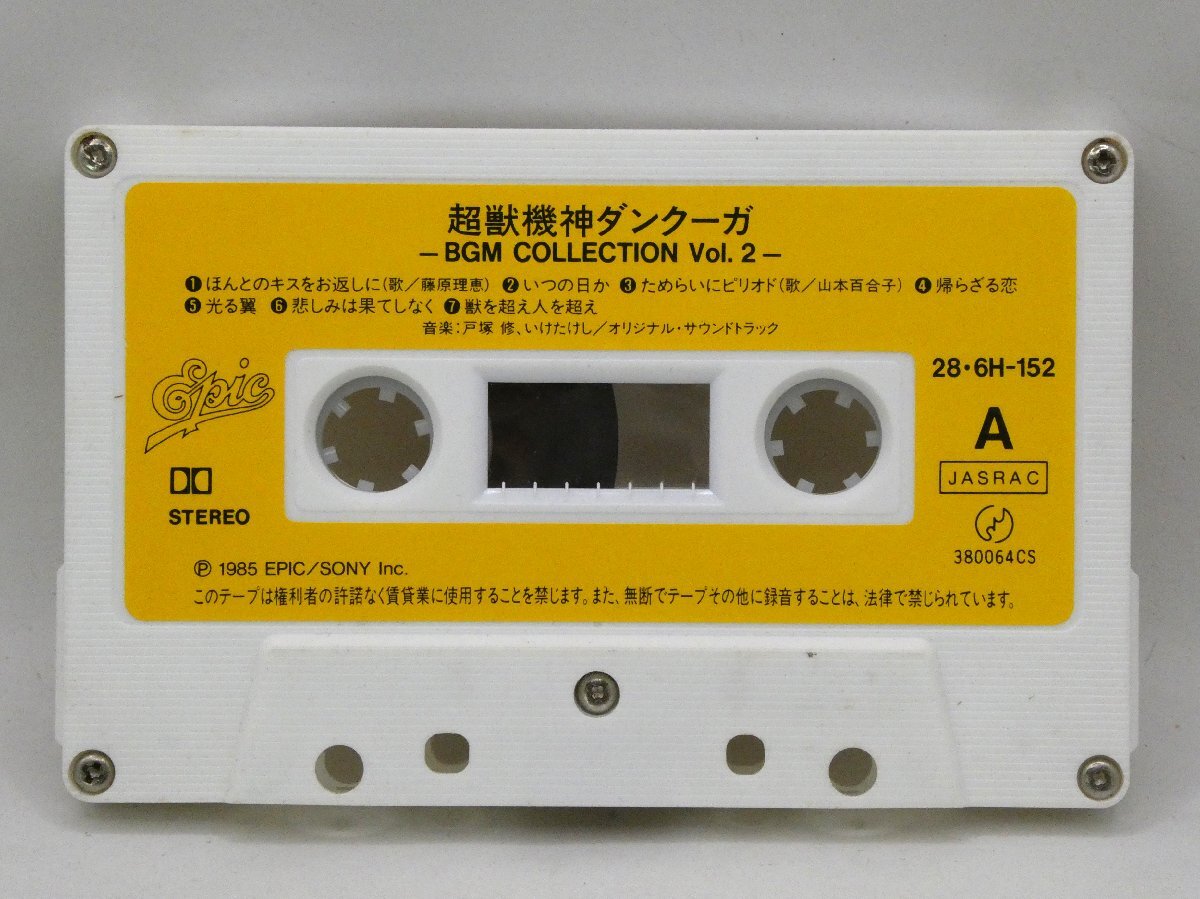 超獣機神ダンクーガ
—BGM COLLECTION Vol. 2—
❶ほんとのキスをお返しに(歌／藤原理恵) ❷いつの日か ❸ためらいにピリオド(歌／山本百合子) ❹帰らざる恋
❺光る翼 ❻悲しみは果てしなく ❼獣を超え人を超え
音楽:戸塚 修、いけたけし／オリジナル・サウンドトラック
Epic
28・6H-152
A
JASRAC
STEREO
380064CS
Ⓟ 1985 EPIC/SONY Inc.
このテープは権利者の許諾なく賃貸業に使用することを禁じます。また、無断でテープその他に録音することは、法律で禁じられています。